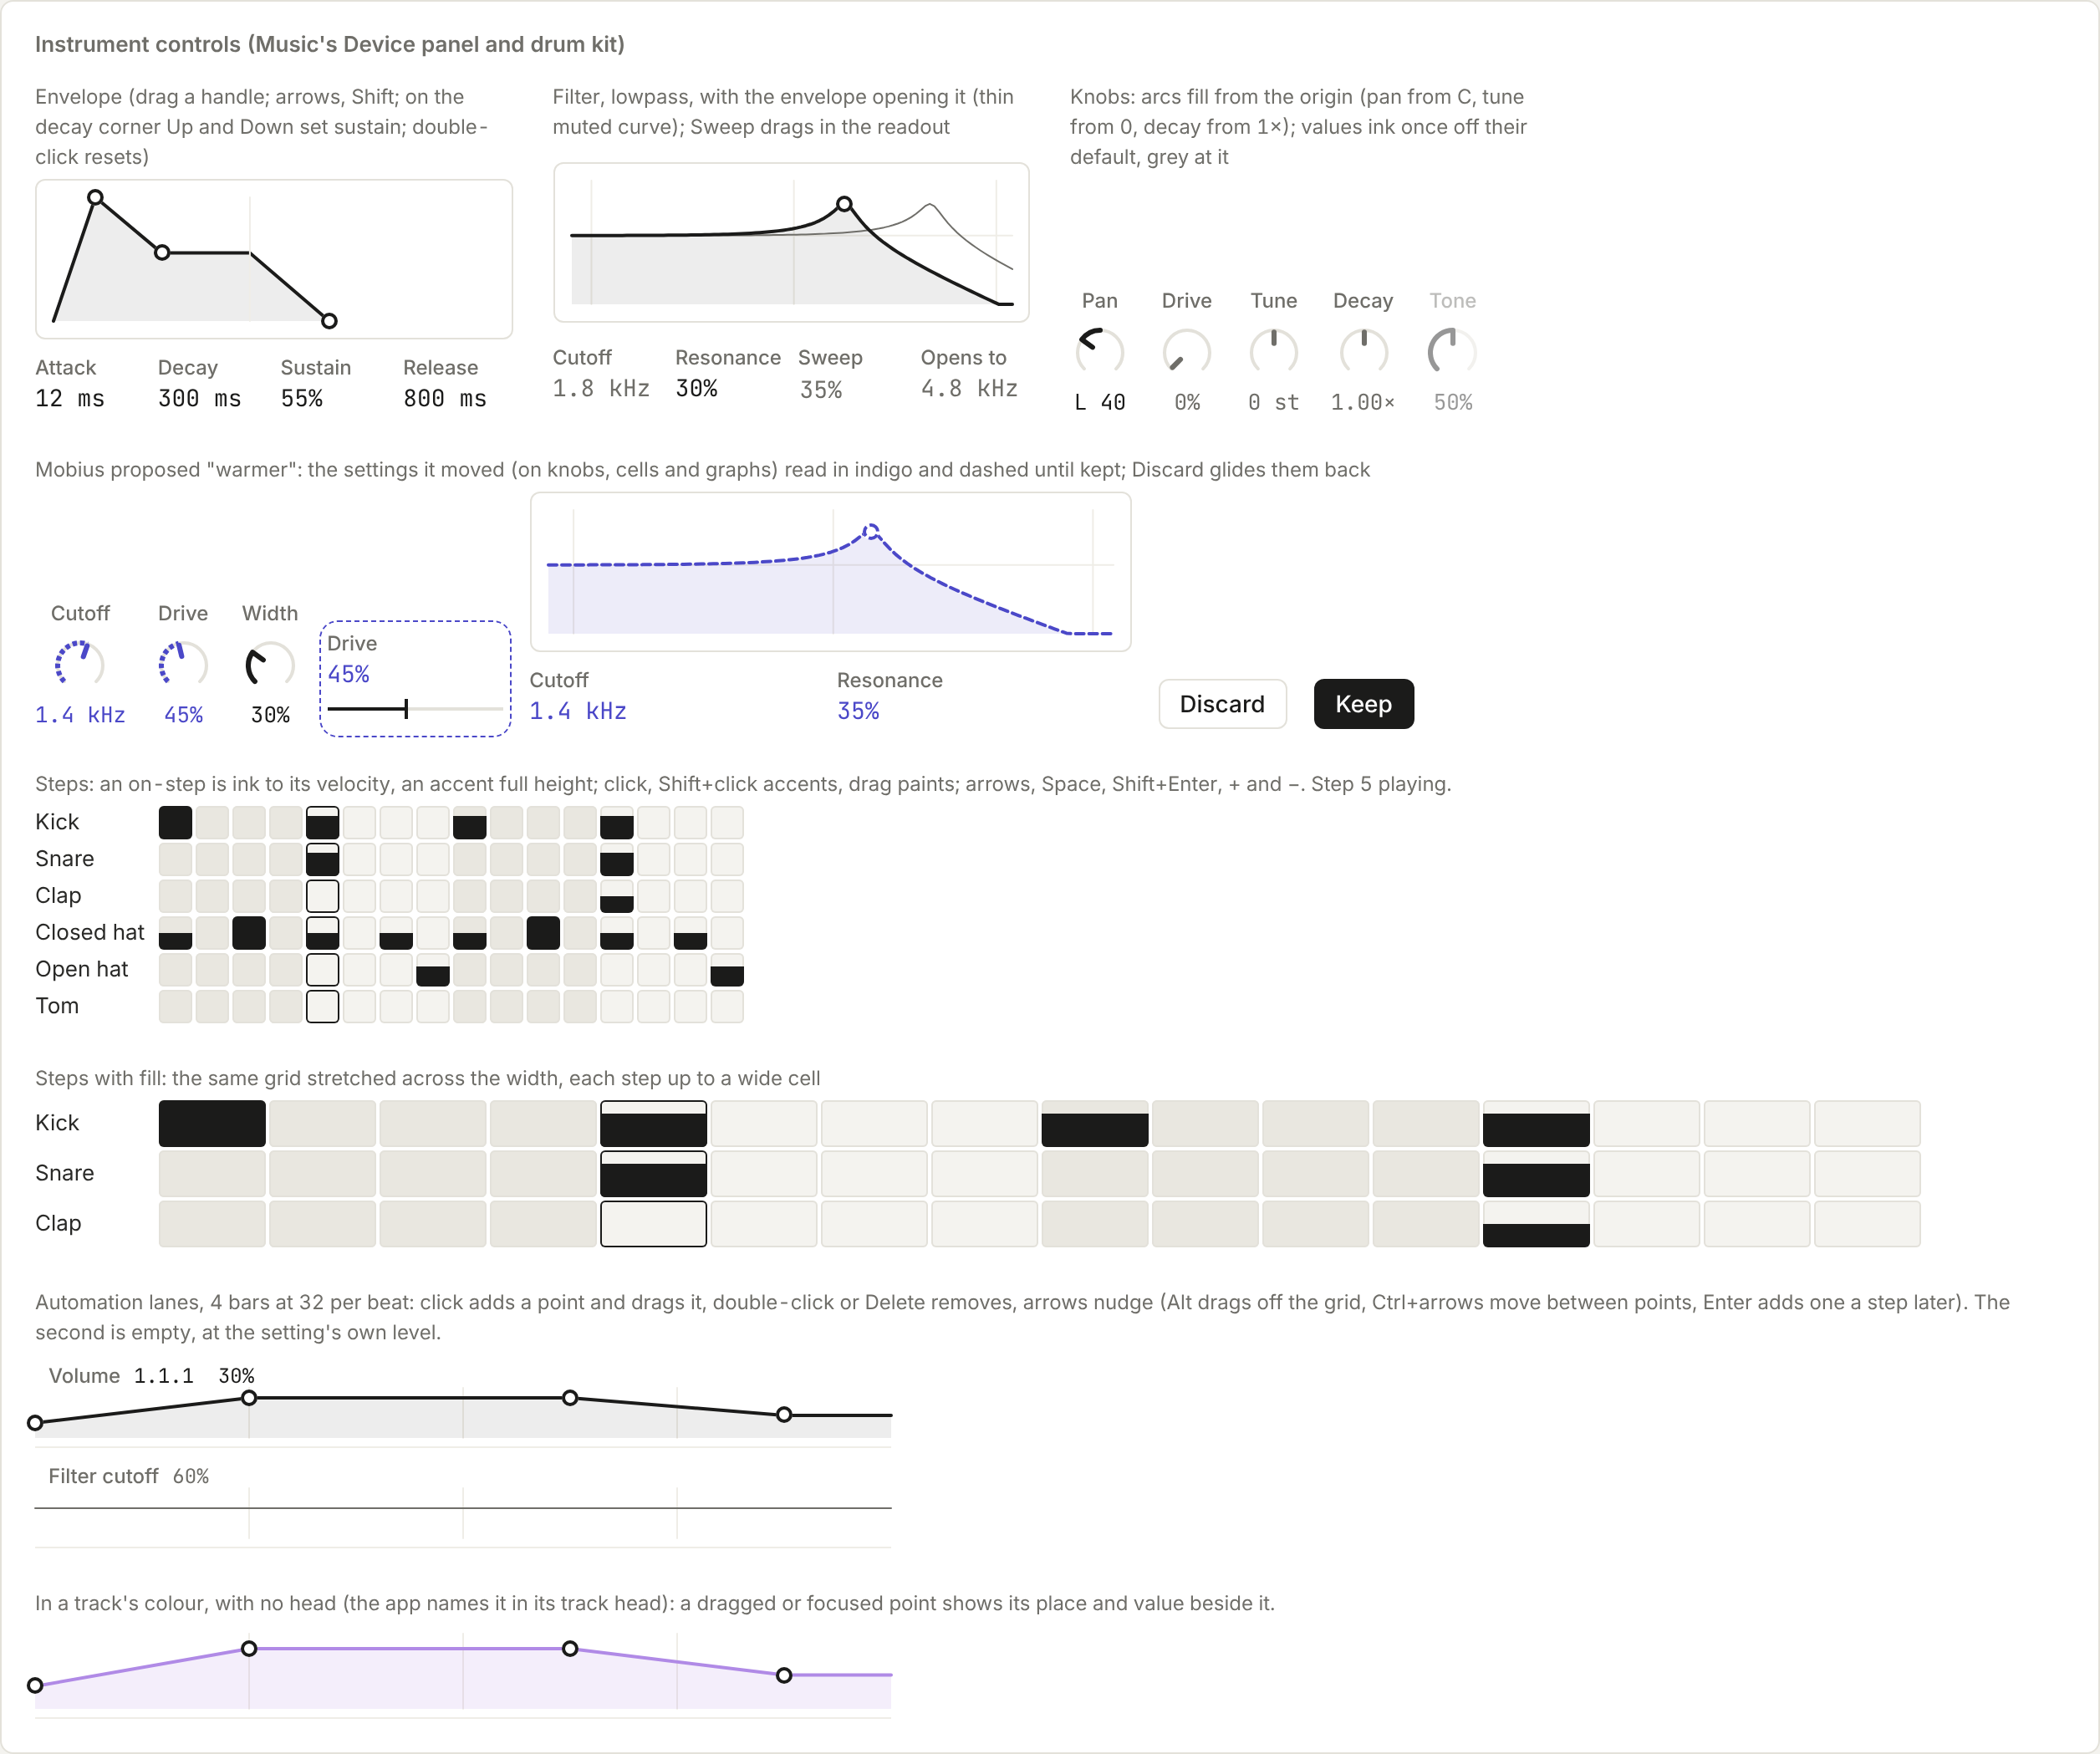 Instrument controls (Music's Device panel and drum kit)
Envelope (drag a handle; arrows, Shift; on the
decay corner Up and Down set sustain; double-
click resets)
Attack
12 ms
Decay
300 ms
Sustain
55%
Release
800 ms
Filter, lowpass, with the envelope opening it (thin
muted curve); Sweep drags in the readout
Cutoff
1.8 kHz
Resonance
30%
Sweep
35%
Opens to
4.8 kHz
Knobs: arcs fill from the origin (pan from C, tune
from 0, decay from 1×); values ink once off their
default, grey at it
Pan
L 40
Drive
0%
Tune
0 st
Decay
1.00×
Tone
50%
Mobius proposed "warmer": the settings it moved (on knobs, cells and graphs) read in indigo and dashed until kept; Discard glides them back
Cutoff
1.4 kHz
Drive
45%
Width
30%
Drive
45%
Cutoff
1.4 kHz
Resonance
35%
Discard
Keep
Steps: an on-step is ink to its velocity, an accent full height; click, Shift+click accents, drag paints; arrows, Space, Shift+Enter, + and −. Step 5 playing.
Kick
Snare
Clap
Closed hat
Open hat
Tom
Steps with fill: the same grid stretched across the width, each step up to a wide cell
Kick
Snare
Clap
Automation lanes, 4 bars at 32 per beat: click adds a point and drags it, double-click or Delete removes, arrows nudge (Alt drags off the grid, Ctrl+arrows move between points, Enter adds one a step later). The
second is empty, at the setting's own level.
Volume 1.1.1 30%
Filter cutoff 60%
In a track's colour, with no head (the app names it in its track head): a dragged or focused point shows its place and value beside it.